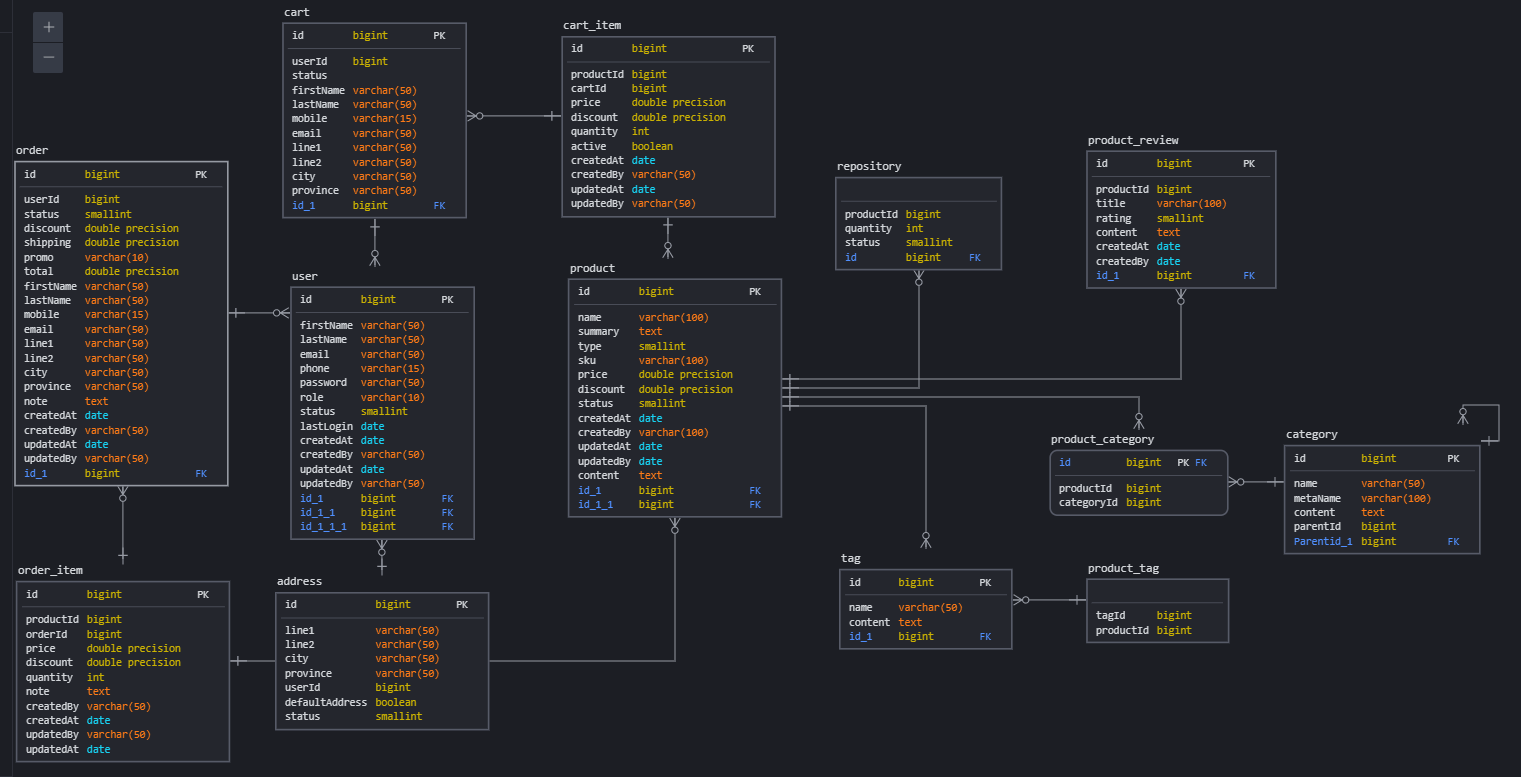 +
−
cart
id bigint PK
userId bigint
status
firstName varchar(50)
lastName varchar(50)
mobile varchar(15)
email varchar(50)
line1 varchar(50)
line2 varchar(50)
city varchar(50)
province varchar(50)
id_1 bigint FK
cart_item
id bigint PK
productId bigint
cartId bigint
price double precision
discount double precision
quantity int
active boolean
createdAt date
createdBy varchar(50)
updatedAt date
updatedBy varchar(50)
order
id bigint PK
userId bigint
status smallint
discount double precision
shipping double precision
promo varchar(10)
total double precision
firstName varchar(50)
lastName varchar(50)
mobile varchar(15)
email varchar(50)
line1 varchar(50)
line2 varchar(50)
city varchar(50)
province varchar(50)
note text
createdAt date
createdBy varchar(50)
updatedAt date
updatedBy varchar(50)
id_1 bigint FK
user
id bigint PK
firstName varchar(50)
lastName varchar(50)
email varchar(50)
phone varchar(15)
password varchar(50)
role varchar(10)
status smallint
lastLogin date
createdAt date
createdBy varchar(50)
updatedAt date
updatedBy varchar(50)
id_1 bigint FK
id_1_1 bigint FK
id_1_1_1 bigint FK
product
id bigint PK
name varchar(100)
summary text
type smallint
sku varchar(100)
price double precision
discount double precision
status smallint
createdAt date
createdBy varchar(100)
updatedAt date
updatedBy date
content text
id_1 bigint FK
id_1_1 bigint FK
repository
productId bigint
quantity int
status smallint
id bigint FK
product_review
id bigint PK
productId bigint
title varchar(100)
rating smallint
content text
createdAt date
createdBy date
id_1 bigint FK
product_category
id bigint PK FK
productId bigint
categoryId bigint
category
id bigint PK
name varchar(50)
metaName varchar(100)
content text
parentId bigint
Parentid_1 bigint FK
order_item
id bigint PK
productId bigint
orderId bigint
price double precision
discount double precision
quantity int
note text
createdBy varchar(50)
createdAt date
updatedBy varchar(50)
updatedAt date
address
id bigint PK
line1 varchar(50)
line2 varchar(50)
city varchar(50)
province varchar(50)
userId bigint
defaultAddress boolean
status smallint
tag
id bigint PK
name varchar(50)
content text
id_1 bigint FK
product_tag
tagId bigint
productId bigint